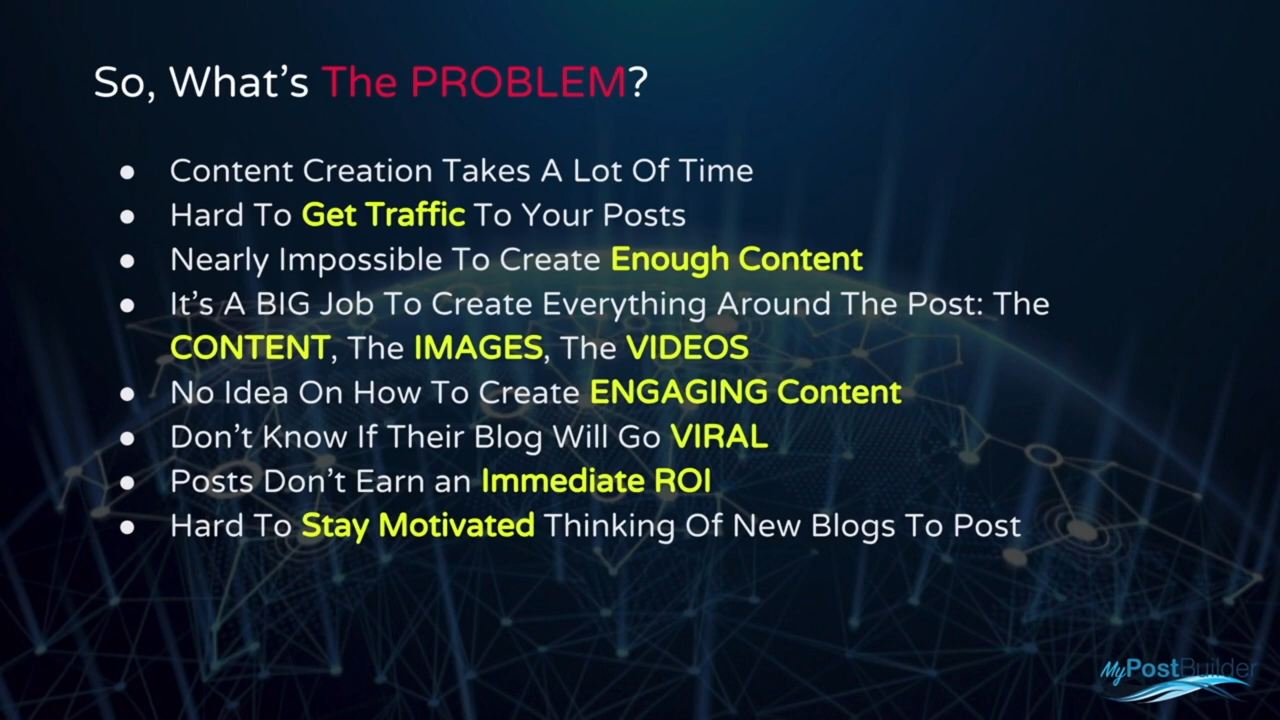 So, What's The PROBLEM?
● Content Creation Takes A Lot Of Time
● Hard To Get Traffic To Your Posts
● Nearly Impossible To Create Enough Content
● It's A BIG Job To Create Everything Around The Post: The
CONTENT, The IMAGES, The VIDEOS
● No Idea On How To Create ENGAGING Content
● Don't Know If Their Blog Will Go VIRAL
● Posts Don't Earn an Immediate ROI
● Hard To Stay Motivated Thinking Of New Blogs To Post
MyPostBuilder